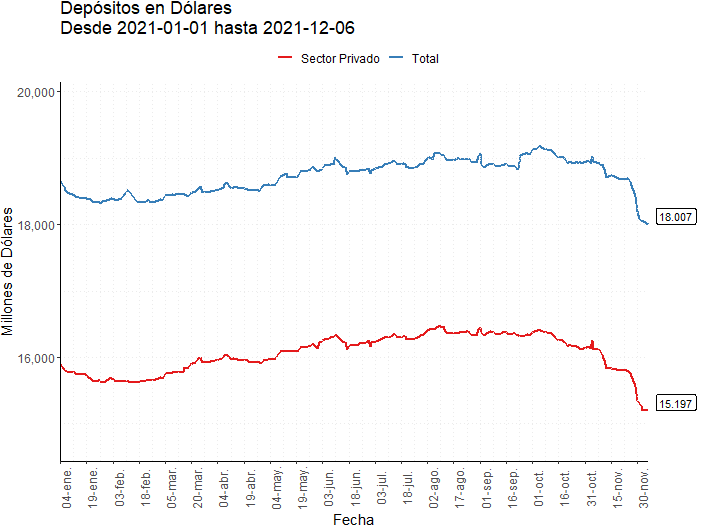 Depósitos en Dólares
Desde 2021-01-01 hasta 2021-12-06
Sector Privado Total
Millones de Dólares
20,000
18,000
16,000
18.007
15.197
04-ene.
19-ene.
03-feb.
18-feb.
05-mar.
20-mar.
04-abr.
19-abr.
04-may.
19-may.
03-jun.
18-jun.
03-jul.
18-jul.
02-ago.
17-ago.
01-sep.
16-sep.
01-oct.
16-oct.
31-oct.
15-nov.
30-nov.
Fecha